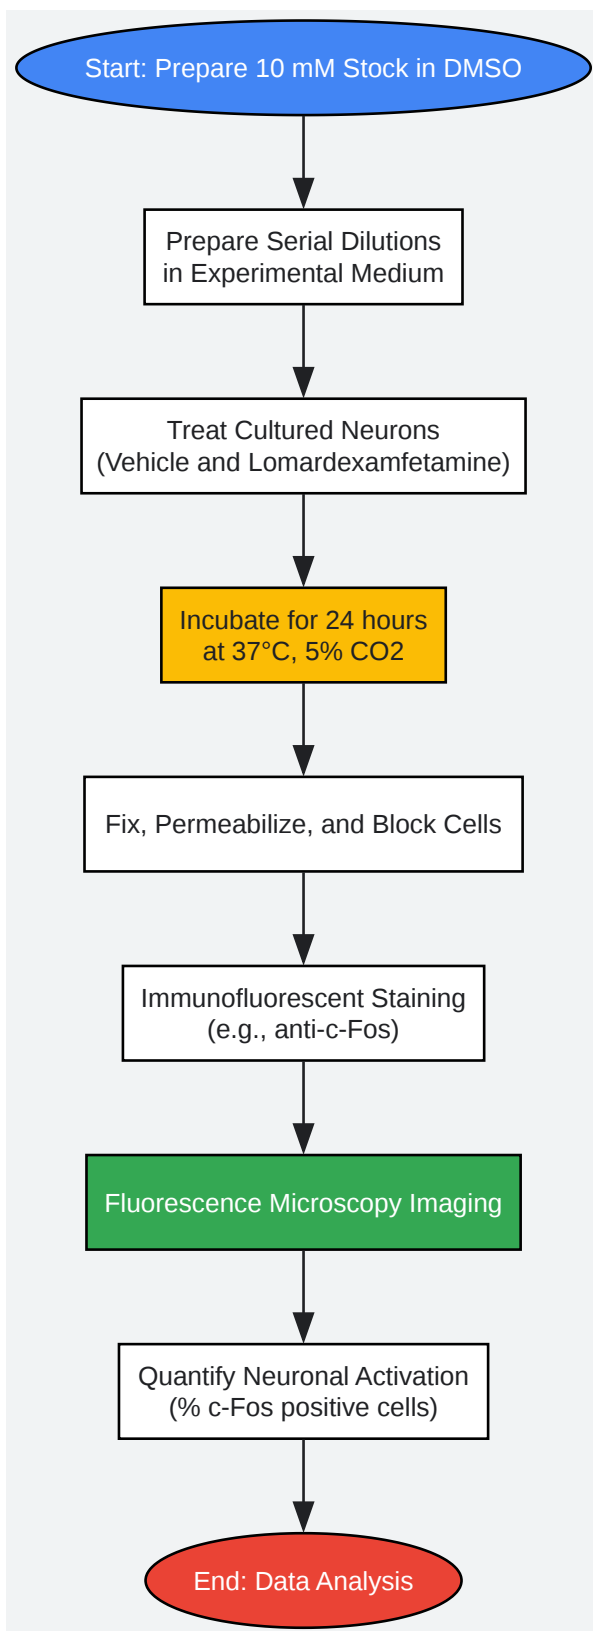 Start: Prepare 10 mM Stock in DMSO
Prepare Serial Dilutions
in Experimental Medium
Treat Cultured Neurons
(Vehicle and Lomardexamfetamine)
Incubate for 24 hours
at 37°C, 5% CO2
Fix, Permeabilize, and Block Cells
Immunofluorescent Staining
(e.g., anti-c-Fos)
Fluorescence Microscopy Imaging
Quantify Neuronal Activation
(% c-Fos positive cells)
End: Data Analysis